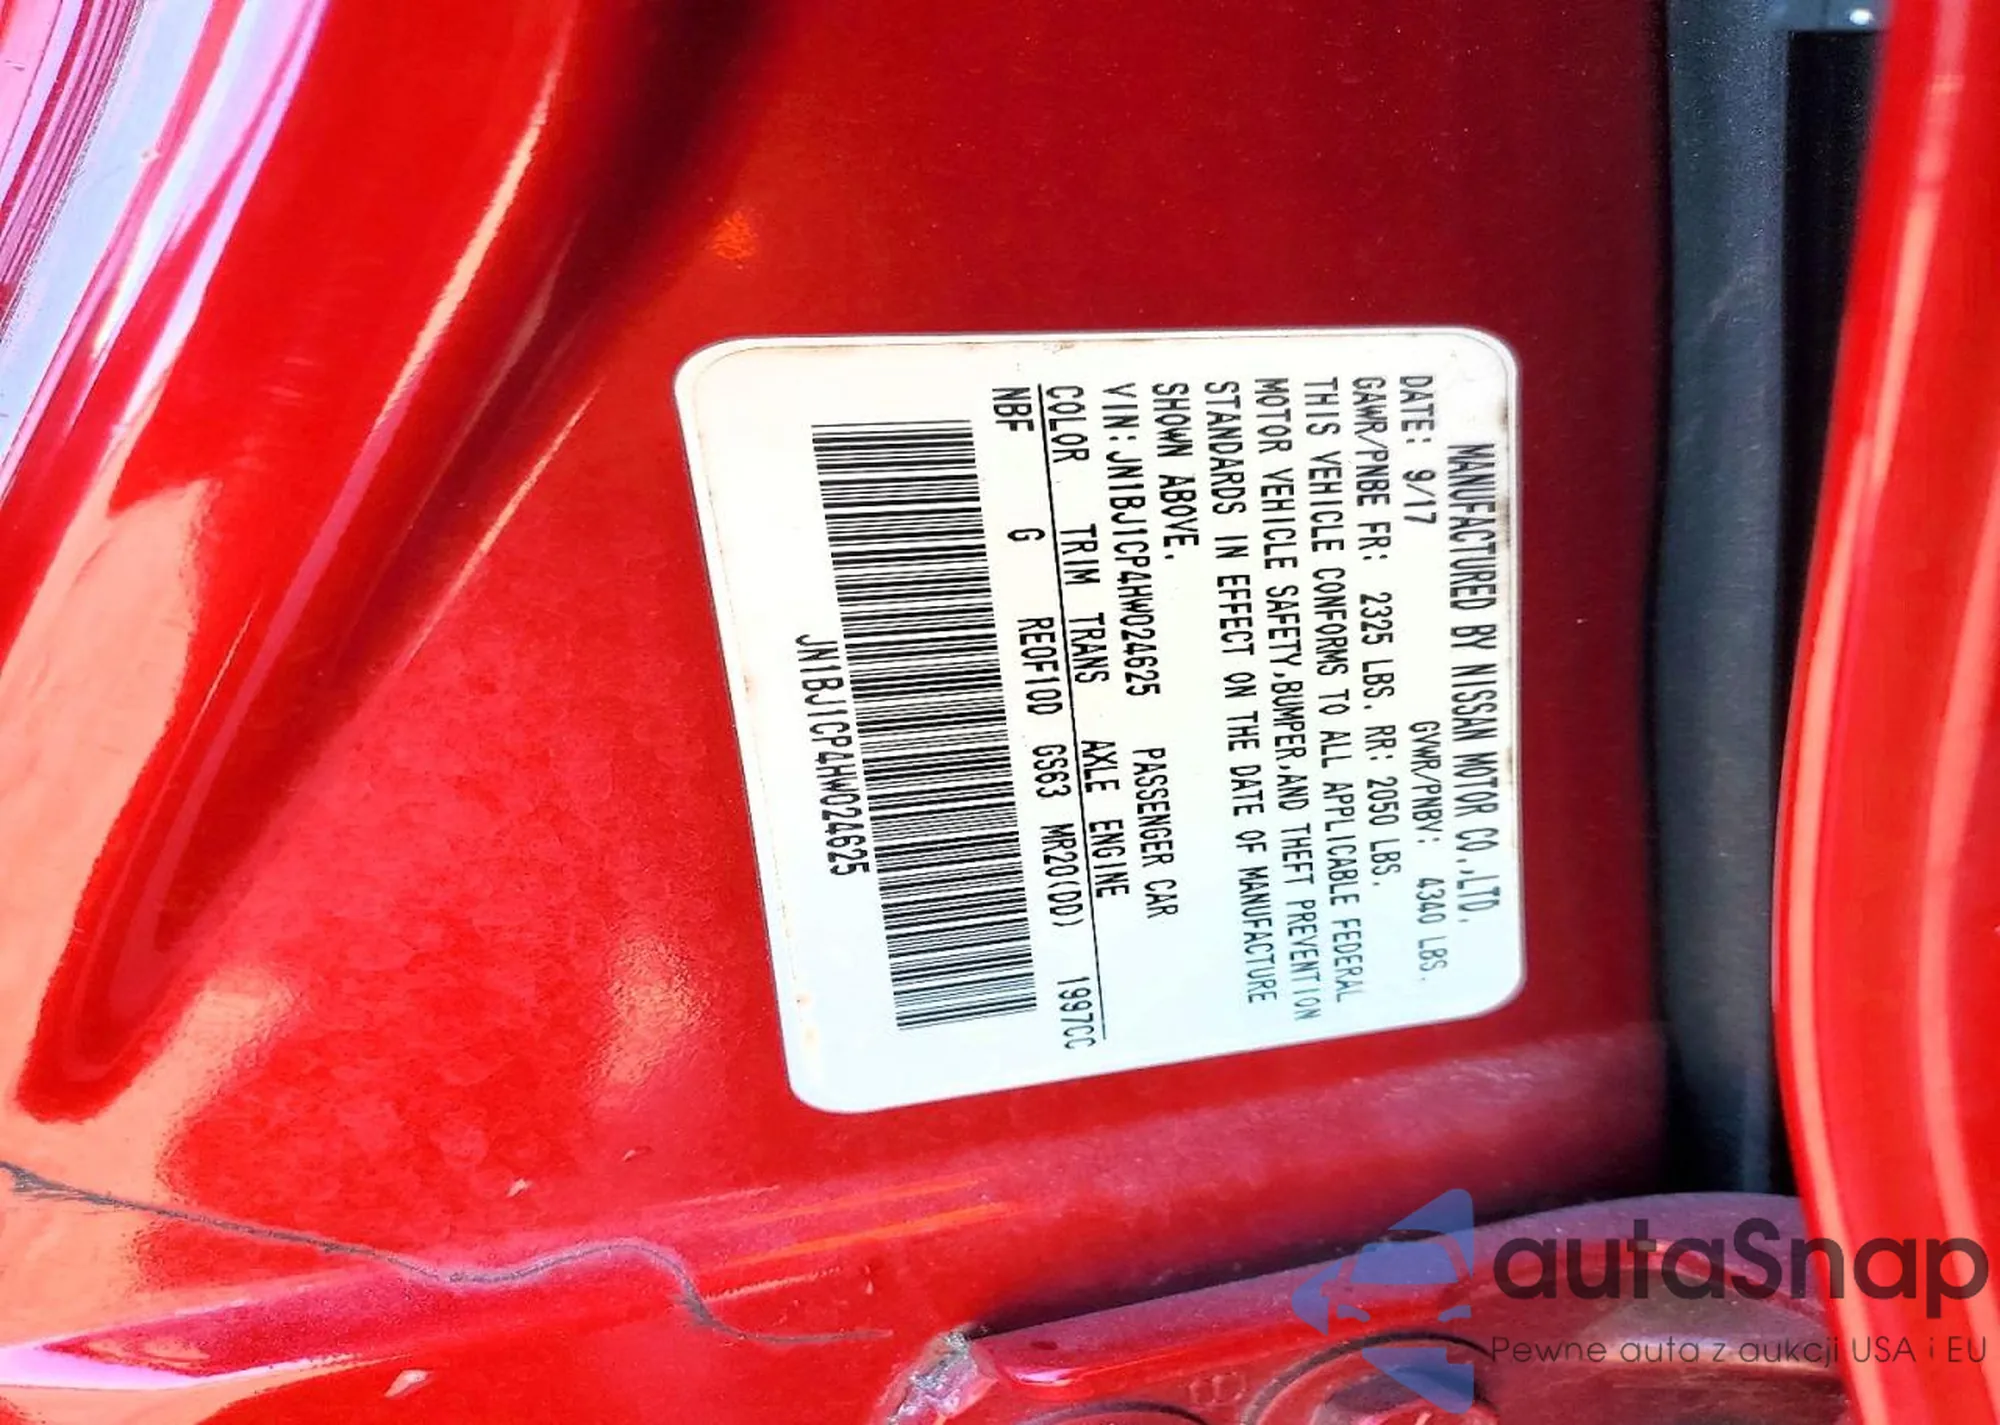 MANUFACTURED BY NISSAN MOTOR CO.,LTD.
DATE: 9/17 GVWR/PNBV: 4340 LBS.
GAWR/PNBE FR: 2325 LBS. RR: 2050 LBS.
THIS VEHICLE CONFORMS TO ALL APPLICABLE FEDERAL
MOTOR VEHICLE SAFETY,BUMPER,AND THEFT PREVENTION
STANDARDS IN EFFECT ON THE DATE OF MANUFACTURE
SHOWN ABOVE.
VIN: JN1BJ1CP4HW024625 PASSENGER CAR
COLOR TRIM TRANS AXLE ENGINE
NBF G RE0F10D GS63 MR20(DD) 1997CC
JN1BJ1CP4HW024625
autaSnap
Pewne auta z aukcji USA i EU